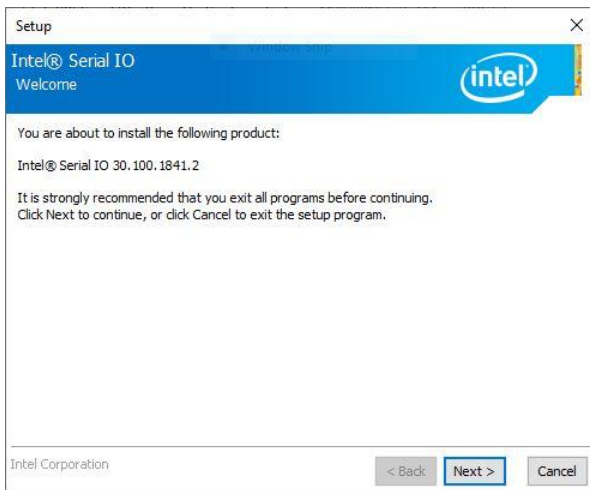 Setup
Window Snip
Intel® Serial IO
Welcome
intel
You are about to install the following product:
Intel® Serial IO 30.100.1841.2
It is strongly recommended that you exit all programs before continuing.
Click Next to continue, or click Cancel to exit the setup program.
Intel Corporation
< Back
Next >
Cancel